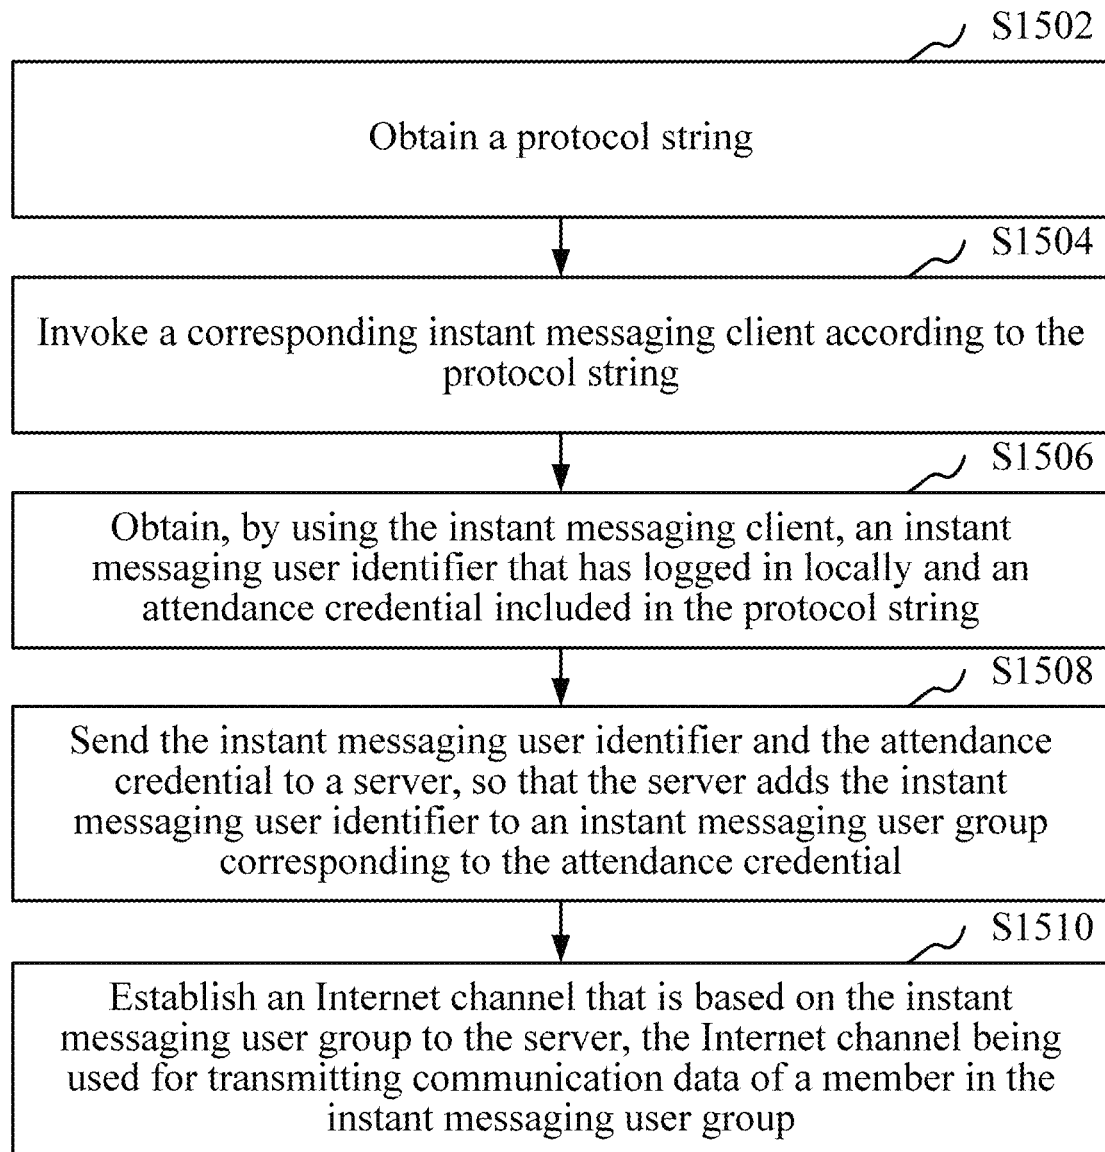 S1502
Obtain a protocol string
S1504
Invoke a corresponding instant messaging client according to the
protocol string
S1506
Obtain, by using the instant messaging client, an instant
messaging user identifier that has logged in locally and an
attendance credential included in the protocol string
S1508
Send the instant messaging user identifier and the attendance
credential to a server, so that the server adds the instant
messaging user identifier to an instant messaging user group
corresponding to the attendance credential
S1510
Establish an Internet channel that is based on the instant
messaging user group to the server, the Internet channel being
used for transmitting communication data of a member in the
instant messaging user group